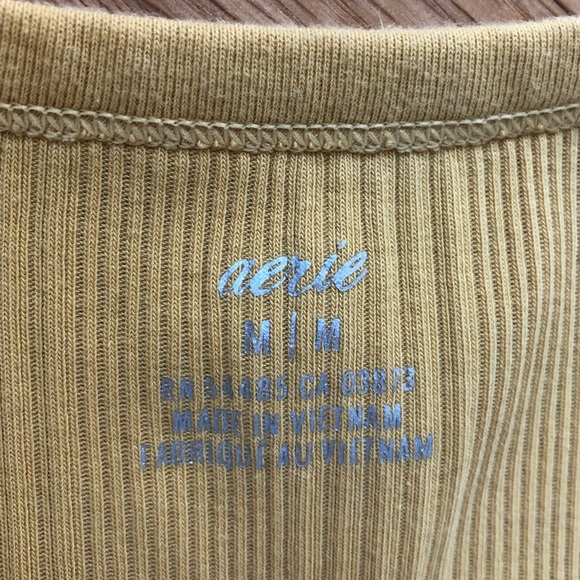 aerie
M | M
RN 54485 CA 03873
MADE IN VIETNAM
FABRIQUÉ AU VIETNAM